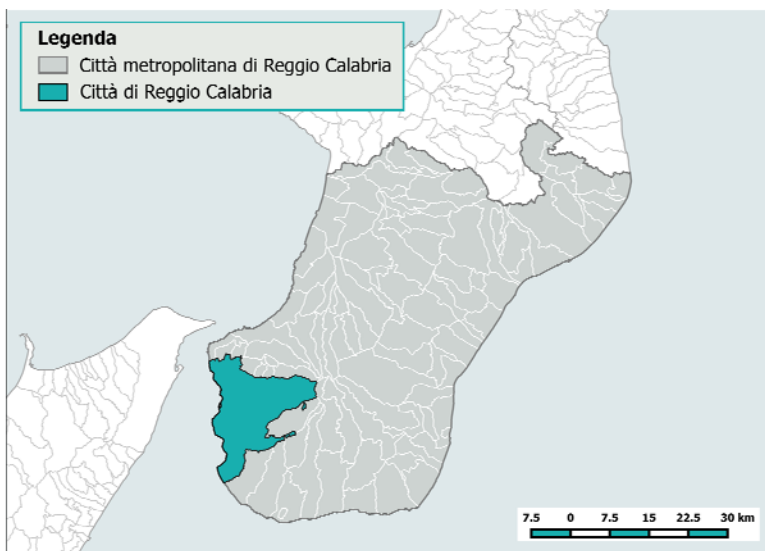 Legenda
Città metropolitana di Reggio Calabria
Città di Reggio Calabria
7.5 0 7.5 15 22.5 30 km